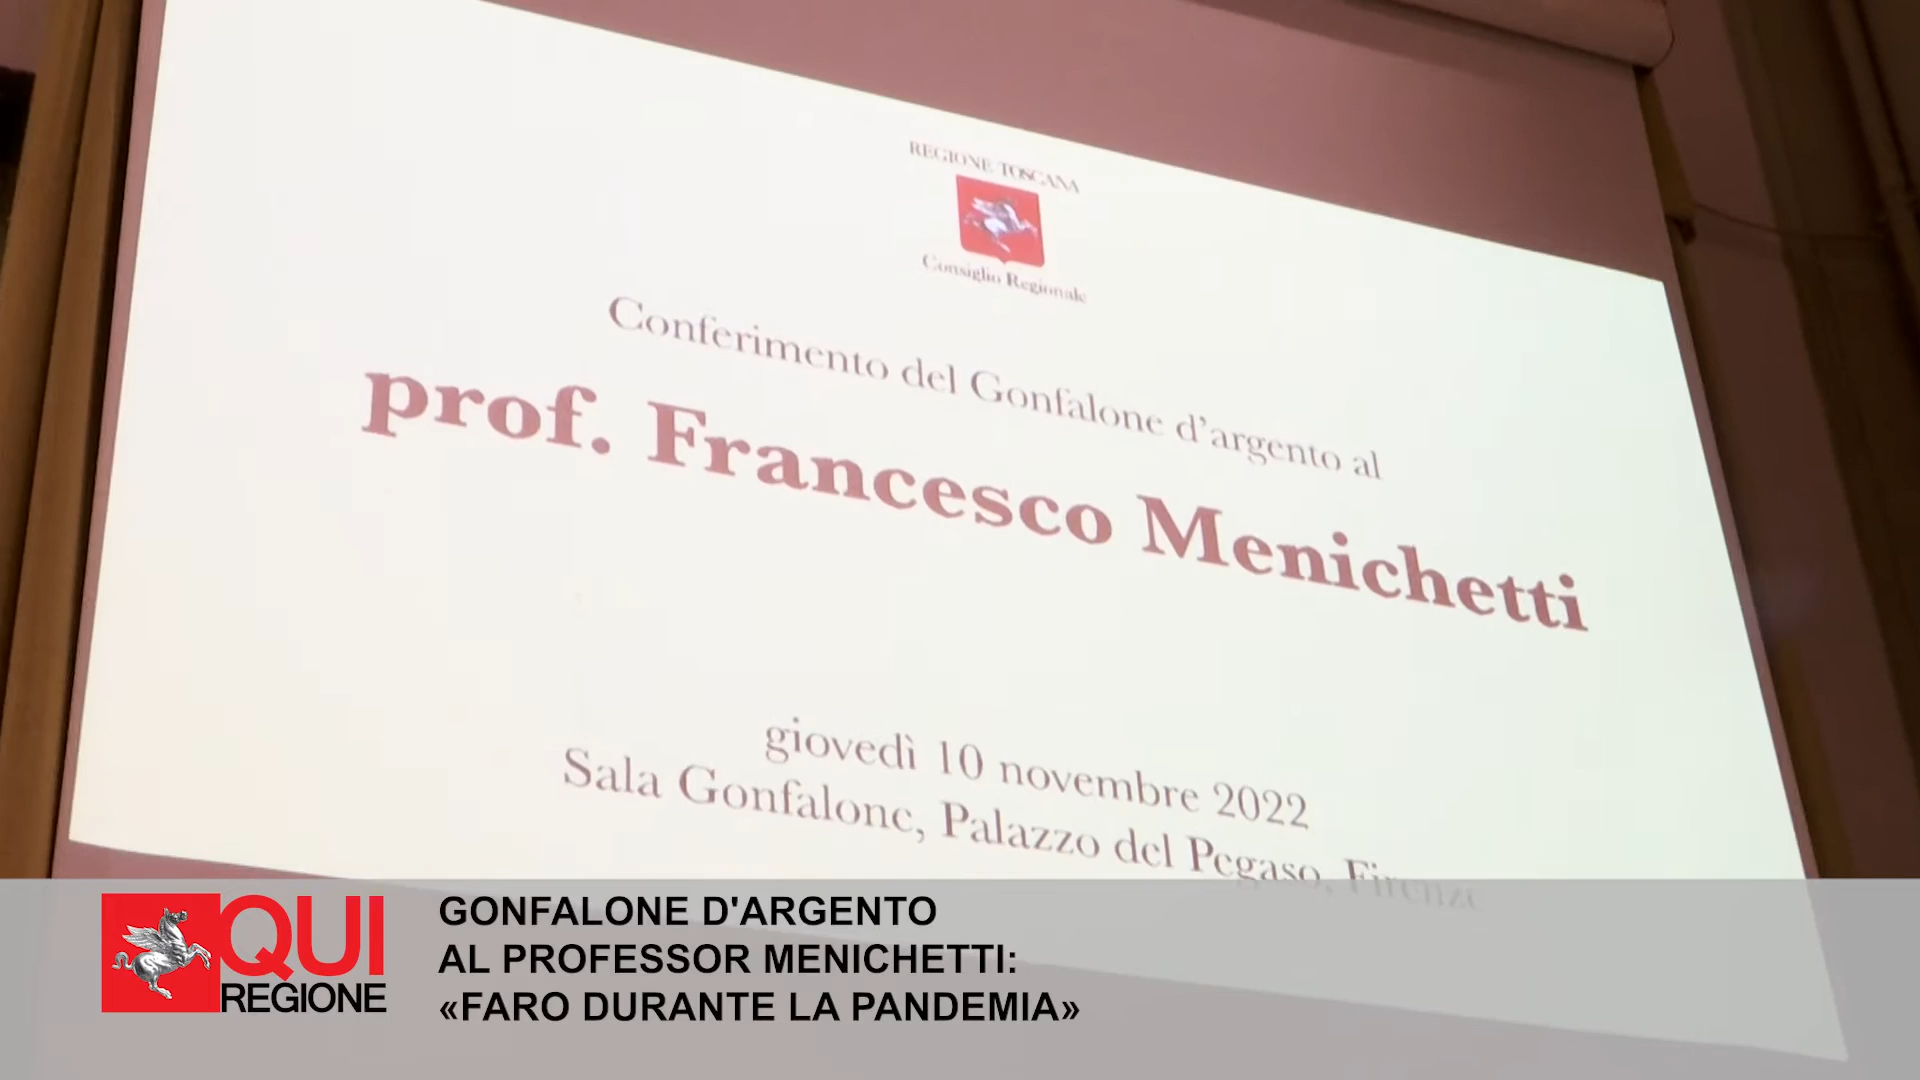 REGIONE TOSCANA
Consiglio Regionale
Conferimento del Gonfalone d'argento al
prof. Francesco Menichetti
giovedì 10 novembre 2022
Sala Gonfalone, Palazzo del Pegaso, Firenze
QUI
REGIONE
GONFALONE D'ARGENTO
AL PROFESSOR MENICHETTI:
«FARO DURANTE LA PANDEMIA»